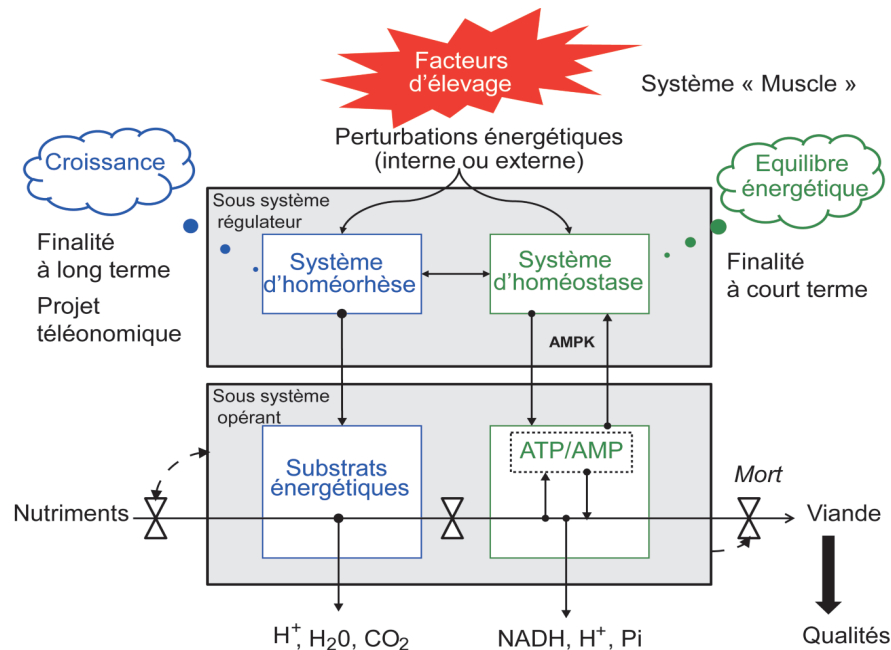 Facteurs
d'élevage
Système « Muscle »
Perturbations énergétiques
(interne ou externe)
Croissance
Equilibre
énergétique
Sous système
régulateur
Finalité
à long terme
Projet
téléonomique
Système
d'homéorhèse
Système
d'homéostase
Finalité
à court terme
AMPK
Sous système
opérant
Substrats
énergétiques
ATP/AMP
Mort
Nutriments
Viande
H⁺, H₂0, CO₂
NADH, H⁺, Pi
Qualités